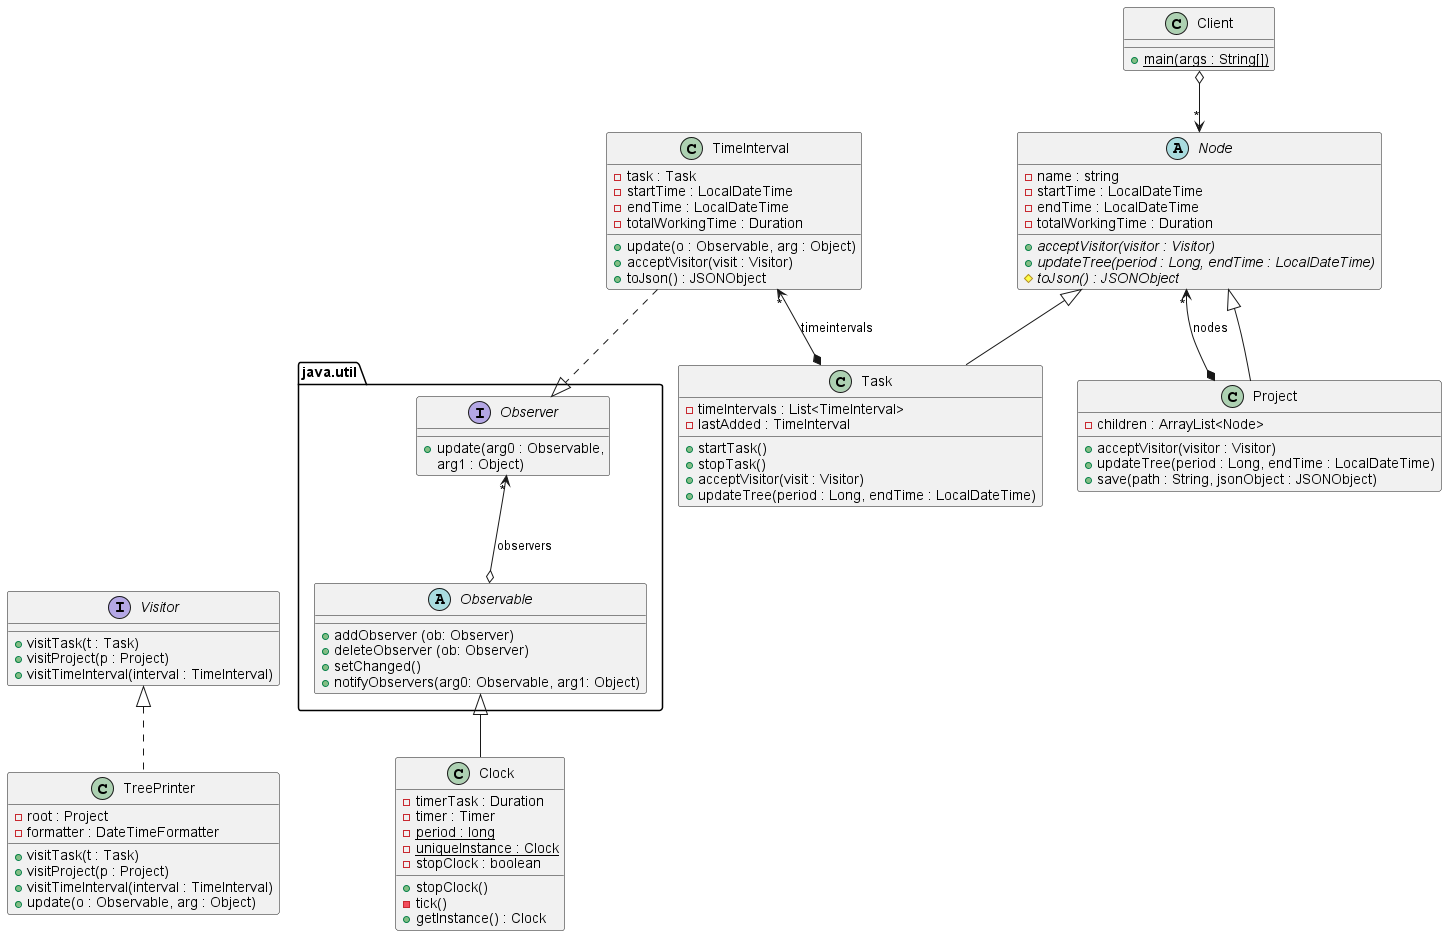 C Client
main(args : String[])
*
C TimeInterval
task : Task
startTime : LocalDateTime
endTime : LocalDateTime
totalWorkingTime : Duration
update(o : Observable, arg : Object)
acceptVisitor(visit : Visitor)
toJson() : JSONObject
A Node
name : string
startTime : LocalDateTime
endTime : LocalDateTime
totalWorkingTime : Duration
acceptVisitor(visitor : Visitor)
updateTree(period : Long, endTime : LocalDateTime)
toJson() : JSONObject
*
timeintervals
*
nodes
java.util
I Observer
update(arg0 : Observable,
arg1 : Object)
*
observers
A Observable
addObserver (ob: Observer)
deleteObserver (ob: Observer)
setChanged()
notifyObservers(arg0: Observable, arg1: Object)
C Task
timeIntervals : List<TimeInterval>
lastAdded : TimeInterval
startTask()
stopTask()
acceptVisitor(visit : Visitor)
updateTree(period : Long, endTime : LocalDateTime)
C Project
children : ArrayList<Node>
acceptVisitor(visitor : Visitor)
updateTree(period : Long, endTime : LocalDateTime)
save(path : String, jsonObject : JSONObject)
I Visitor
visitTask(t : Task)
visitProject(p : Project)
visitTimeInterval(interval : TimeInterval)
C TreePrinter
root : Project
formatter : DateTimeFormatter
visitTask(t : Task)
visitProject(p : Project)
visitTimeInterval(interval : TimeInterval)
update(o : Observable, arg : Object)
C Clock
timerTask : Duration
timer : Timer
period : long
uniqueInstance : Clock
stopClock : boolean
stopClock()
tick()
getInstance() : Clock